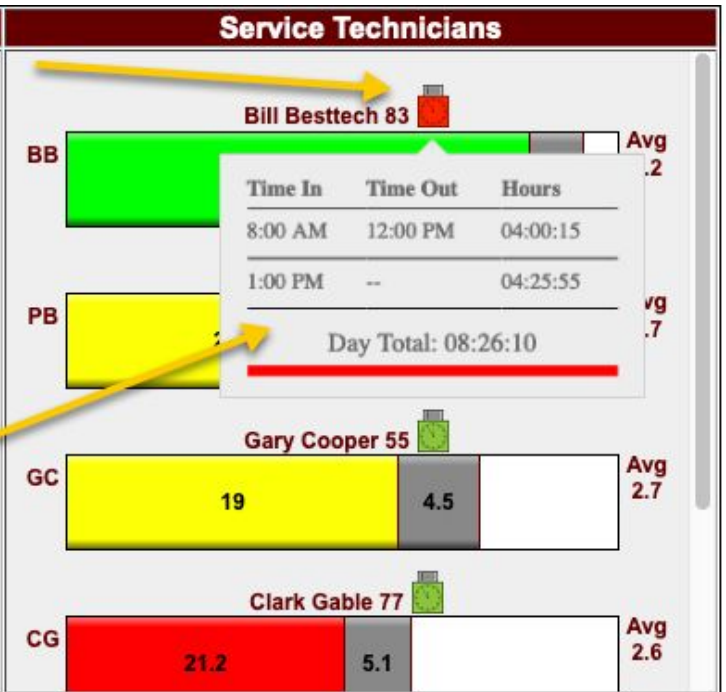 Service Technicians
Bill Besttech 83
BB
Avg
.2
Time In Time Out Hours
8:00 AM 12:00 PM 04:00:15
1:00 PM -- 04:25:55
Day Total: 08:26:10
PB
.7
Gary Cooper 55
GC
19
4.5
Avg
2.7
Clark Gable 77
CG
21.2
5.1
Avg
2.6